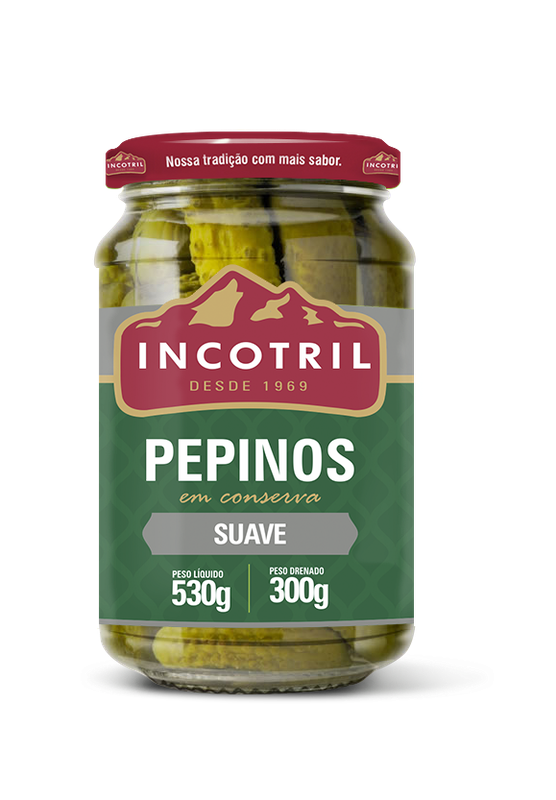 INCOTRIL
Nossa tradição com mais sabor.
INCOTRIL
INCOTRIL
DESDE 1969
PEPINOS
em conserva
SUAVE
PESO LÍQUIDO
530g
PESO DRENADO
300g